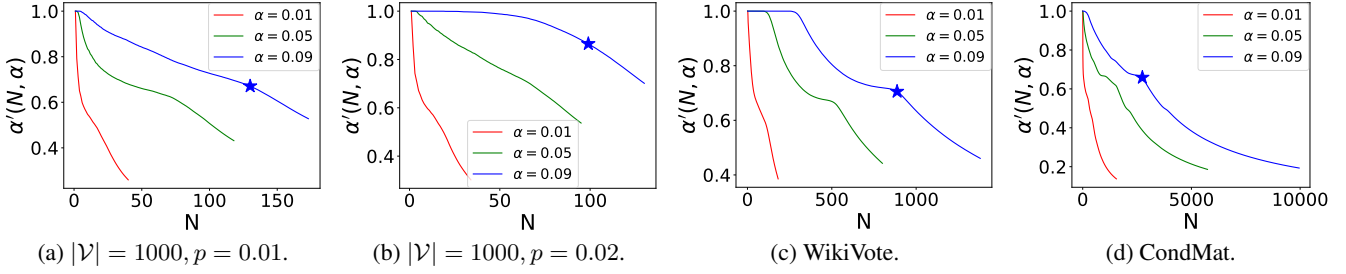 α′(N, α)
1.0
0.8
0.6
0.4
0
50
100
150
N
α = 0.01
α = 0.05
α = 0.09
(a) |𝒱| = 1000, p = 0.01.
α′(N, α)
1.0
0.8
0.6
0.4
0
50
100
N
α = 0.01
α = 0.05
α = 0.09
(b) |𝒱| = 1000, p = 0.02.
α′(N, α)
1.0
0.8
0.6
0.4
0
500
1000
N
α = 0.01
α = 0.05
α = 0.09
(c) WikiVote.
α′(N, α)
1.0
0.8
0.6
0.4
0.2
0
5000
10000
N
α = 0.01
α = 0.05
α = 0.09
(d) CondMat.